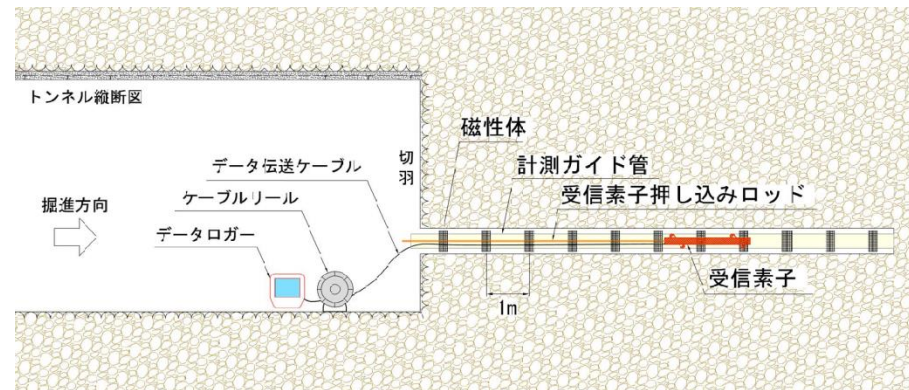 トンネル縦断図
磁性体
データ伝送ケーブル
切羽
計測ガイド管
ケーブルリール
受信素子押し込みロッド
掘進方向
データロガー
受信素子
1m